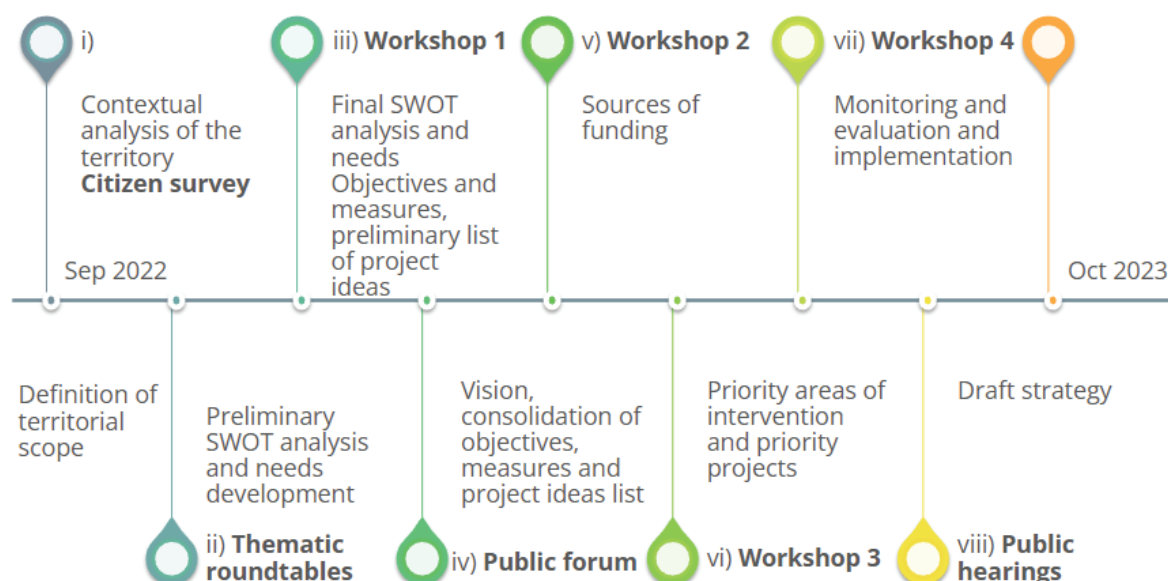 i)
Contextual
analysis of the
territory
Citizen survey
Sep 2022
Definition of
territorial
scope
ii) Thematic
roundtables
Preliminary
SWOT analysis
and needs
development
iii) Workshop 1
Final SWOT
analysis and
needs
Objectives and
measures,
preliminary list
of project
ideas
iv) Public forum
Vision,
consolidation of
objectives,
measures and
project ideas list
v) Workshop 2
Sources of
funding
vi) Workshop 3
Priority areas of
intervention
and priority
projects
vii) Workshop 4
Monitoring and
evaluation and
implementation
viii) Public
hearings
Draft strategy
Oct 2023